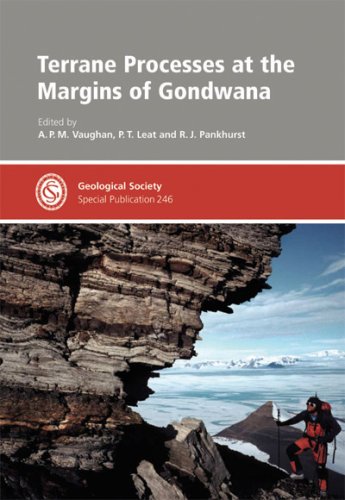 Terrane Processes at the
Margins of Gondwana
Edited by
A. P. M. Vaughan, P. T. Leat and R. J. Pankhurst
Geological Society
Special Publication 246